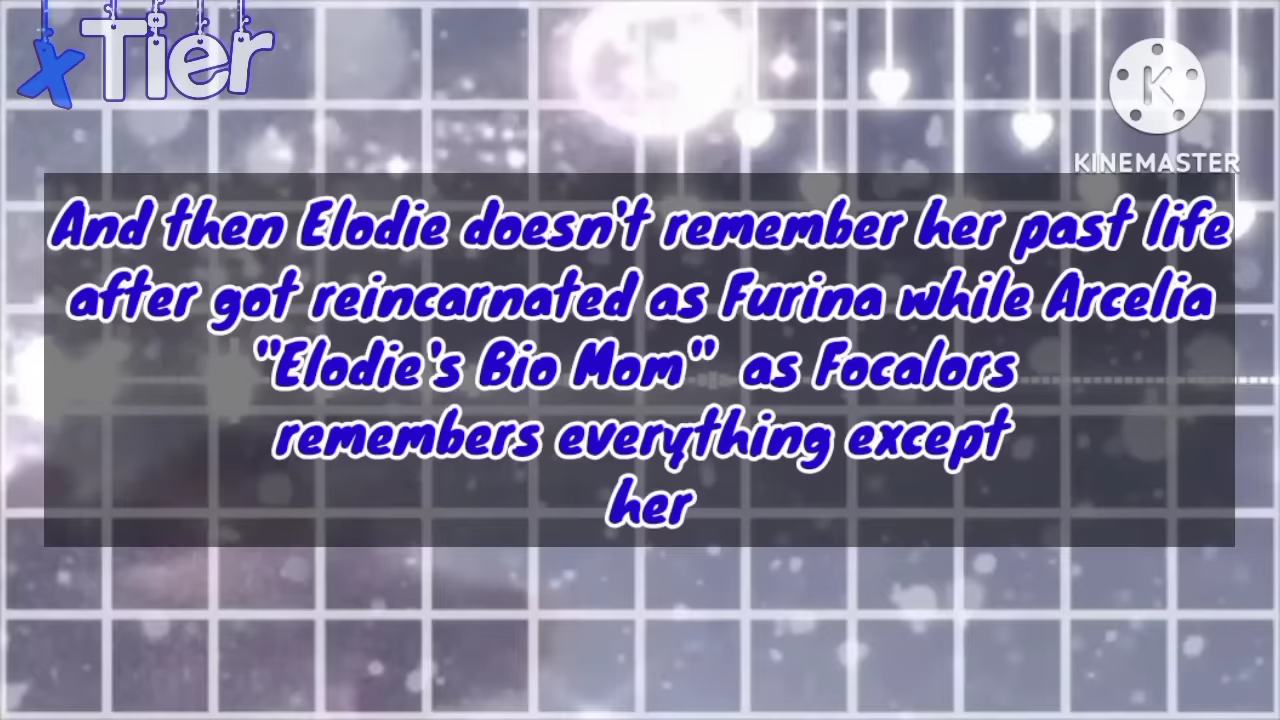 xTier
KINEMASTER
And then Elodie doesn't remember her past life
after got reincarnated as Furina while Arcelia
"Elodie's Bio Mom" as Focalors
remembers everything except
her